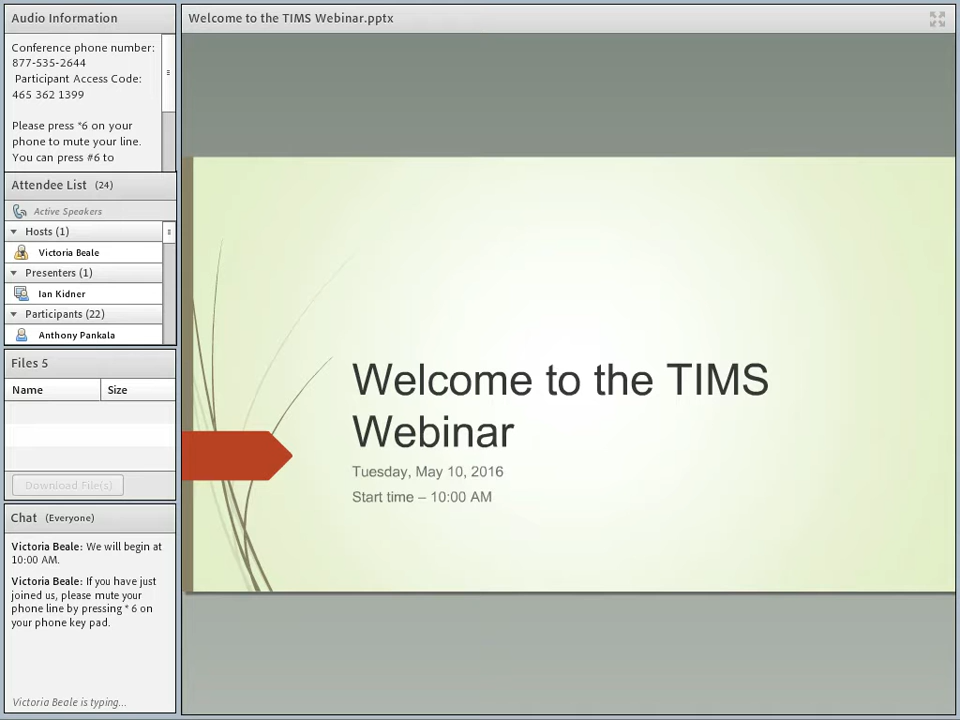 Audio Information
Conference phone number:
877-535-2644
Participant Access Code:
465 362 1399
Please press *6 on your
phone to mute your line.
You can press #6 to
Attendee List (24)
Active Speakers
Hosts (1)
Victoria Beale
Presenters (1)
Ian Kidner
Participants (22)
Anthony Pankala
Files 5
Name Size
Download File(s)
Chat (Everyone)
Victoria Beale: We will begin at
10:00 AM.
Victoria Beale: If you have just
joined us, please mute your
phone line by pressing * 6 on
your phone key pad.
Victoria Beale is typing...
Welcome to the TIMS Webinar.pptx
Welcome to the TIMS
Webinar
Tuesday, May 10, 2016
Start time – 10:00 AM